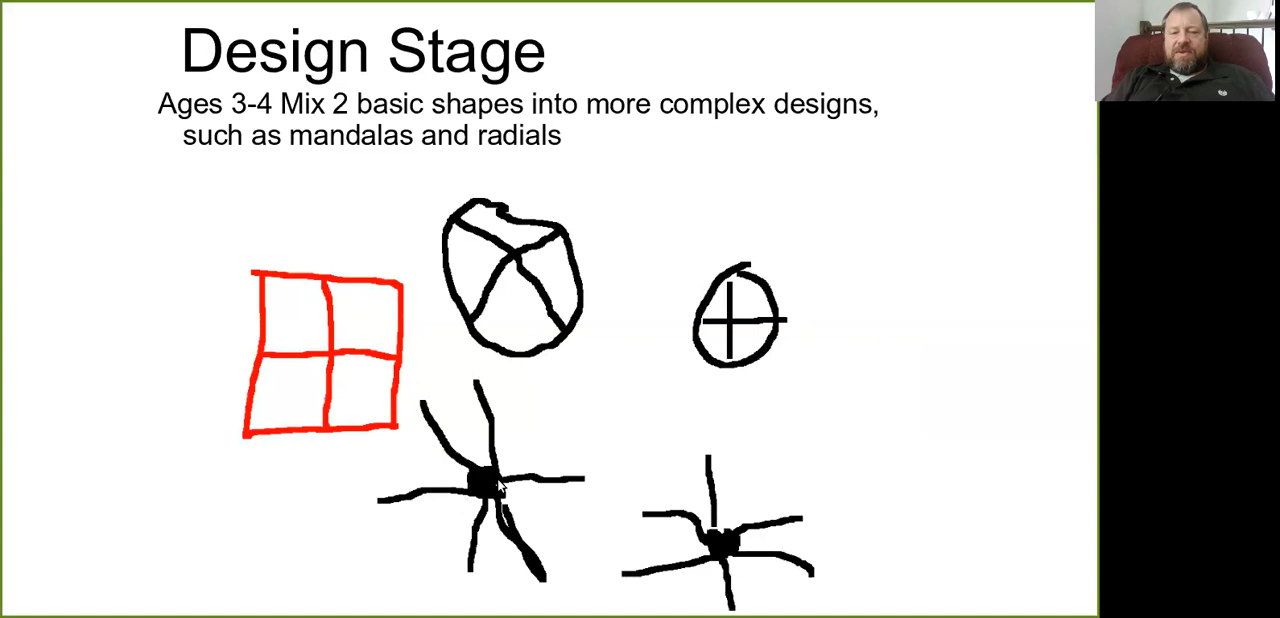 Design Stage
Ages 3-4 Mix 2 basic shapes into more complex designs,
such as mandalas and radials